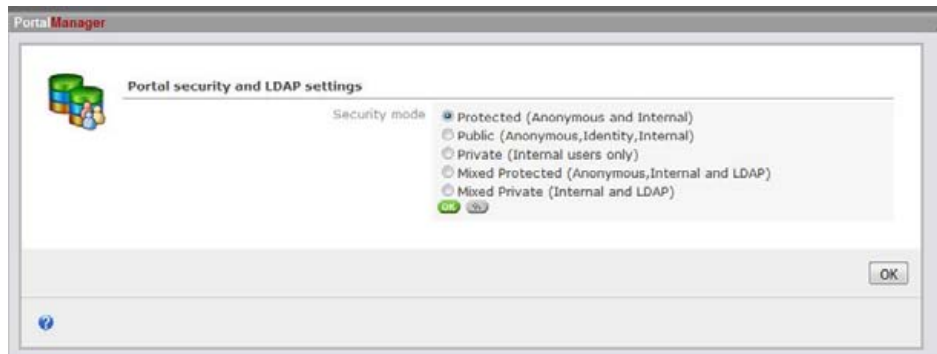 PortalManager
Portal security and LDAP settings
Security mode
Protected (Anonymous and Internal)
Public (Anonymous,Identity,Internal)
Private (Internal users only)
Mixed Protected (Anonymous,Internal and LDAP)
Mixed Private (Internal and LDAP)
OK
OK
?